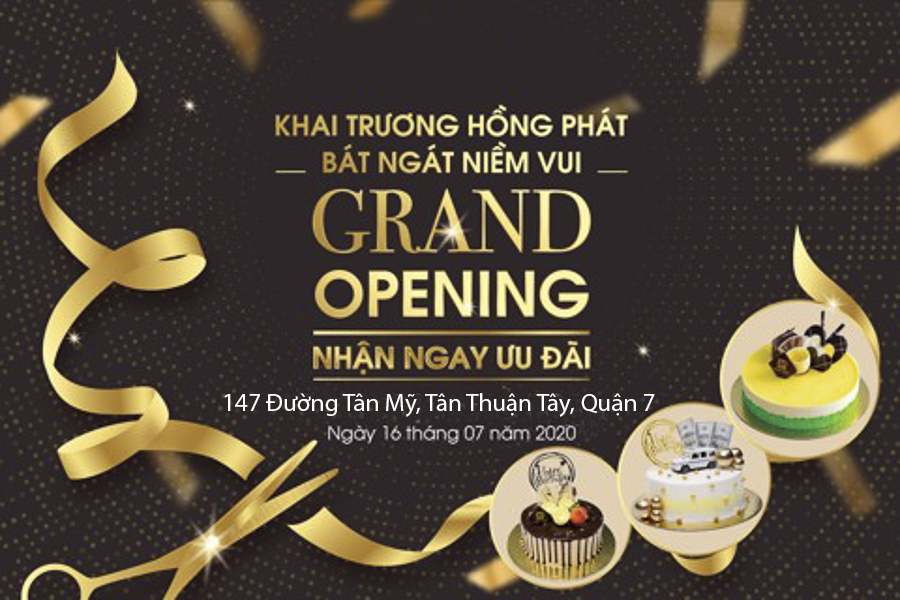 KHAI TRƯƠNG HỒNG PHÁT
BÁT NGÁT NIỀM VUI
GRAND
OPENING
NHẬN NGAY ƯU ĐÃI
147 Đường Tân Mỹ, Tân Thuận Tây, Quận 7
Ngày 16 tháng 07 năm 2020